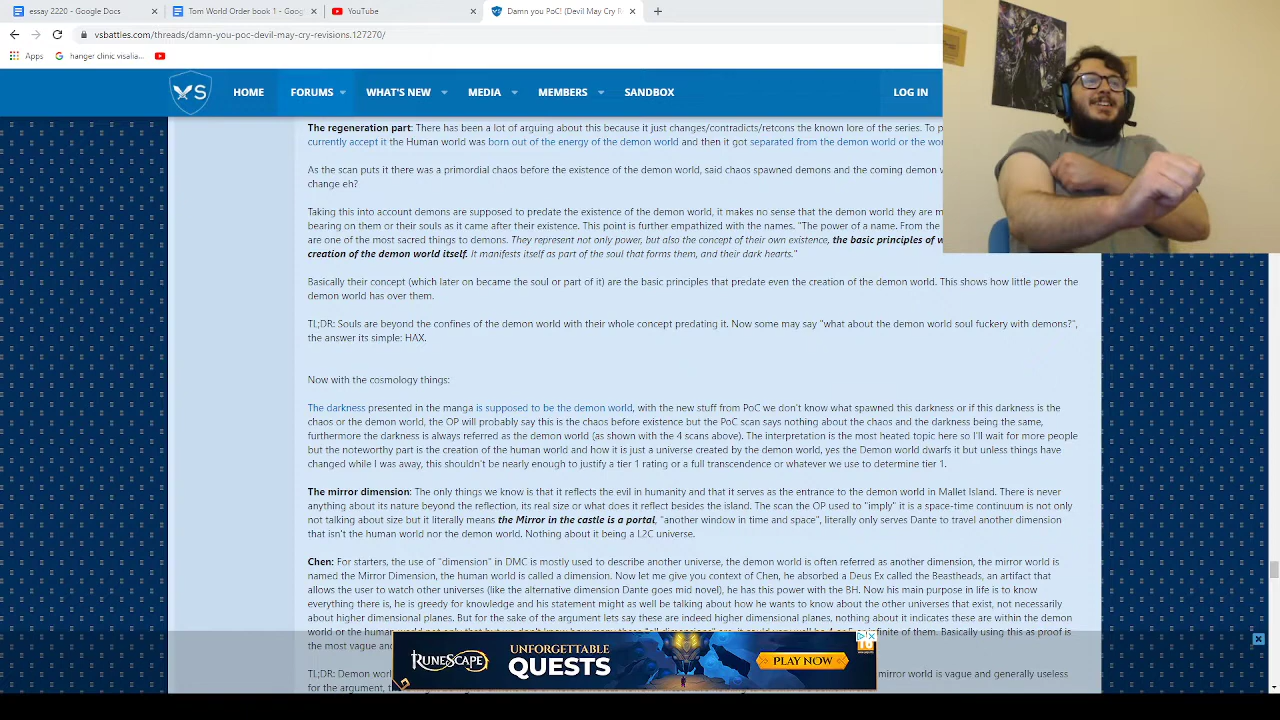 essay 2220 - Google Docs
Tom World Order book 1 - Goog
YouTube
Damn you PoC! (Devil May Cry R
vsbattles.com/threads/damn-you-poc-devil-may-cry-revisions.127270/
Apps
hanger clinic visalia...
VS
HOME
FORUMS
WHAT'S NEW
MEDIA
MEMBERS
SANDBOX
LOG IN
The regeneration part: There has been a lot of arguing about this because it just changes/contradicts/retcons the known lore of the series. To p
currently accept it the Human world was born out of the energy of the demon world and then it got separated from the demon world or the wor
As the scan puts it there was a primordial chaos before the existence of the demon world, said chaos spawned demons and the coming demon w
change eh?
Taking this into account demons are supposed to predate the existence of the demon world, it makes no sense that the demon world they are m
bearing on them or their souls as it came after their existence. This point is further empathized with the names. "The power of a name. From the
are one of the most sacred things to demons. They represent not only power, but also the concept of their own existence, the basic principles of w
creation of the demon world itself. It manifests itself as part of the soul that forms them, and their dark hearts."
Basically their concept (which later on became the soul or part of it) are the basic principles that predate even the creation of the demon world. This shows how little power the
demon world has over them.
TL;DR: Souls are beyond the confines of the demon world with their whole concept predating it. Now some may say "what about the demon world soul fuckery with demons?",
the answer its simple: HAX.
Now with the cosmology things:
The darkness presented in the manga is supposed to be the demon world, with the new stuff from PoC we don't know what spawned this darkness or if this darkness is the
chaos or the demon world, the OP will probably say this is the chaos before existence but the PoC scan say nothing about the chaos and the darkness being the same,
furthermore the darkness is always referred as the demon world (as shown with the 4 scans above). The interpretation is the most heated topic here so I'll wait for more people
but the noteworthy part is the creation of the human world and how it is just a universe created by the demon world, yes the Demon world dwarfs it but unless things have
changed while I was away, this shouldn't be nearly enough to justify a tier 1 rating or a full transcendence or whatever we use to determine tier 1.
The mirror dimension: The only things we know is that it reflects the evil in humanity and that it serves as the entrance to the demon world in Mallet Island. There is never
anything about its nature beyond the reflection, its real size or what does it reflect besides the island. The scan the OP used to "imply" it is a space-time continuum is not only
not talking about size but it literally means the Mirror in the castle is a portal, "another window in time and space", literally only serves Dante to travel another dimension
that isn't the human world nor the demon world. Nothing about it being a L2C universe.
Chen: For starters, the use of "dimension" in DMC is mostly used to describe another universe, the demon world is often referred as another dimension, the mirror world is
named the Mirror Dimension, the human world is called a dimension. Now let me give you context of Chen, he absorbed a Deus Ex called the Beastheads, an artifact that
allows the user to watch other universes (like the alternative dimension Dante goes mid novel), he has this power with the BH. Now his main purpose in life is to know
everything there is, he is greedy for knowledge and his statement might as well be talking about how he wants to know about the other universes that exist, not necessary
about higher dimensional planes. But for the sake of the argument lets say these are indeed higher dimensional planes, nothing about it indicates these are within the demon
world or the humar
fine of them. Basically using this as proof is
the most vague and
RUNESCAPE
UNFORGETTABLE
QUESTS
PLAY NOW
TL;DR: Demon worl
mirror world is vague and generally useless
for the argument, t